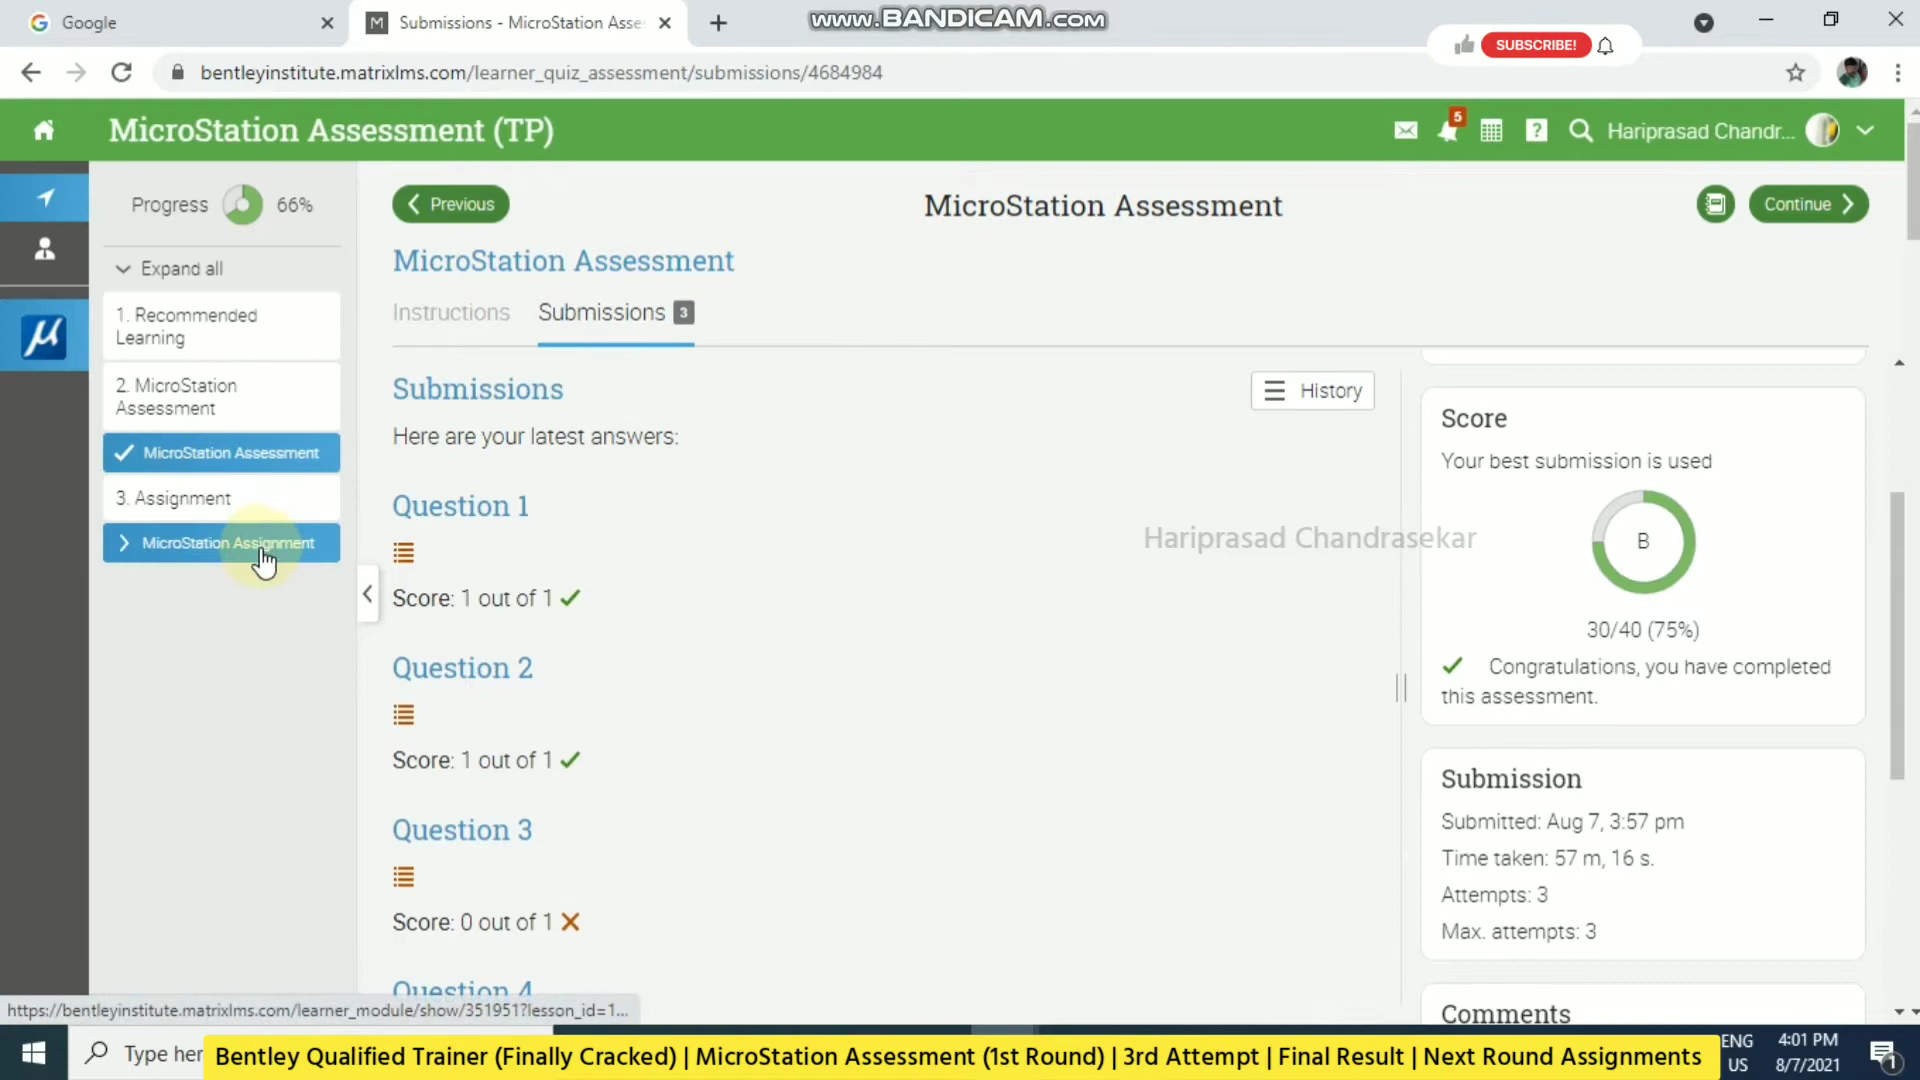 Google
Submissions - MicroStation Asse
www.BANDICAM.com
SUBSCRIBE!
bentleyinstitute.matrixlms.com/learner_quiz_assessment/submissions/4684984
MicroStation Assessment (TP)
5
Hariprasad Chandr...
Progress 66%
Previous
MicroStation Assessment
Continue
Expand all
MicroStation Assessment
Instructions
Submissions 3
1. Recommended
Learning
2. MicroStation
Assessment
MicroStation Assessment
3. Assignment
MicroStation Assignment
Submissions
History
Here are your latest answers:
Question 1
Score: 1 out of 1
Question 2
Score: 1 out of 1
Question 3
Score: 0 out of 1
Question 4
Hariprasad Chandrasekar
Score
Your best submission is used
B
30/40 (75%)
Congratulations, you have completed
this assessment.
Submission
Submitted: Aug 7, 3:57 pm
Time taken: 57 m, 16 s.
Attempts: 3
Max. attempts: 3
Comments
https://bentleyinstitute.matrixlms.com/learner_module/show/351951?lesson_id=1...
Type her
Bentley Qualified Trainer (Finally Cracked) | MicroStation Assessment (1st Round) | 3rd Attempt | Final Result | Next Round Assignments
ENG
US
4:01 PM
8/7/2021
1